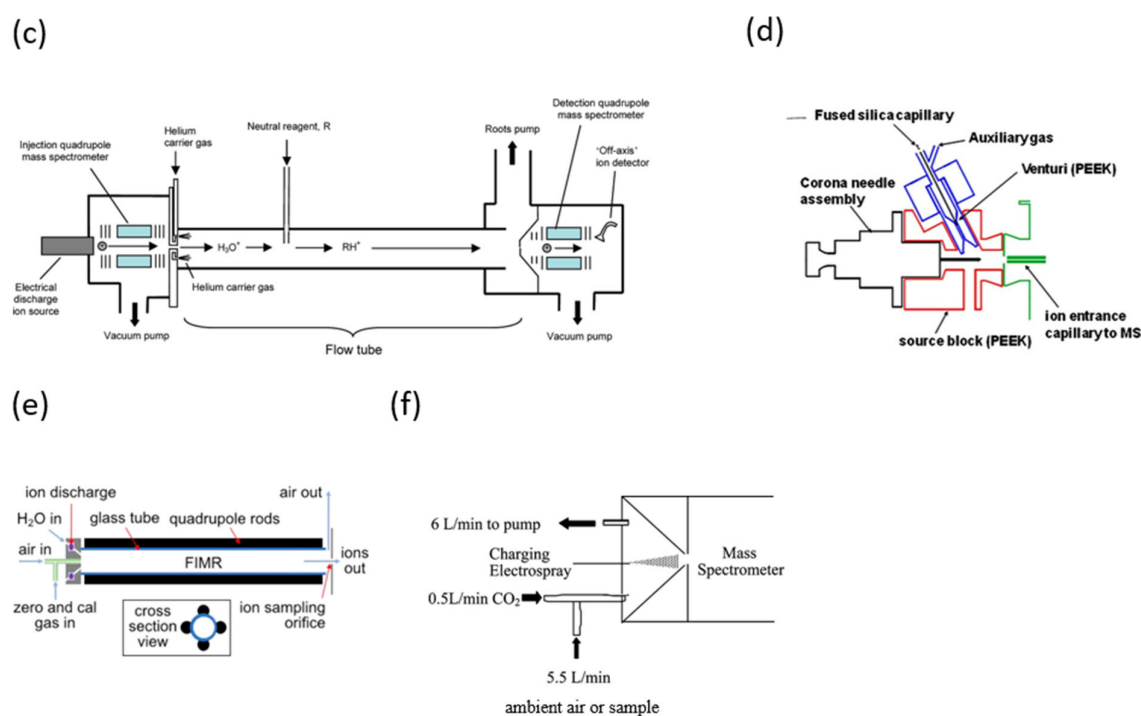 (c)
Helium
carrier gas
Neutral reagent, R
Roots pump
Detection quadrupole
mass spectrometer
Injection quadrupole
mass spectrometer
'Off-axis'
ion detector
H₃O⁺
RH⁺
Electrical
discharge
ion source
Helium carrier gas
Vacuum pump
Flow tube
Vacuum pump
(d)
Fused silica capillary
Auxiliary gas
Venturi (PEEK)
Corona needle
assembly
ion entrance
capillary to MS
source block (PEEK)
(e)
ion discharge
air out
H₂O in
glass tube
quadrupole rods
air in
FIMR
ions
out
zero and cal
gas in
cross
section
view
ion sampling
orifice
(f)
6 L/min to pump
Charging
Electrospray
Mass
Spectrometer
0.5L/min CO₂
5.5 L/min
ambient air or sample